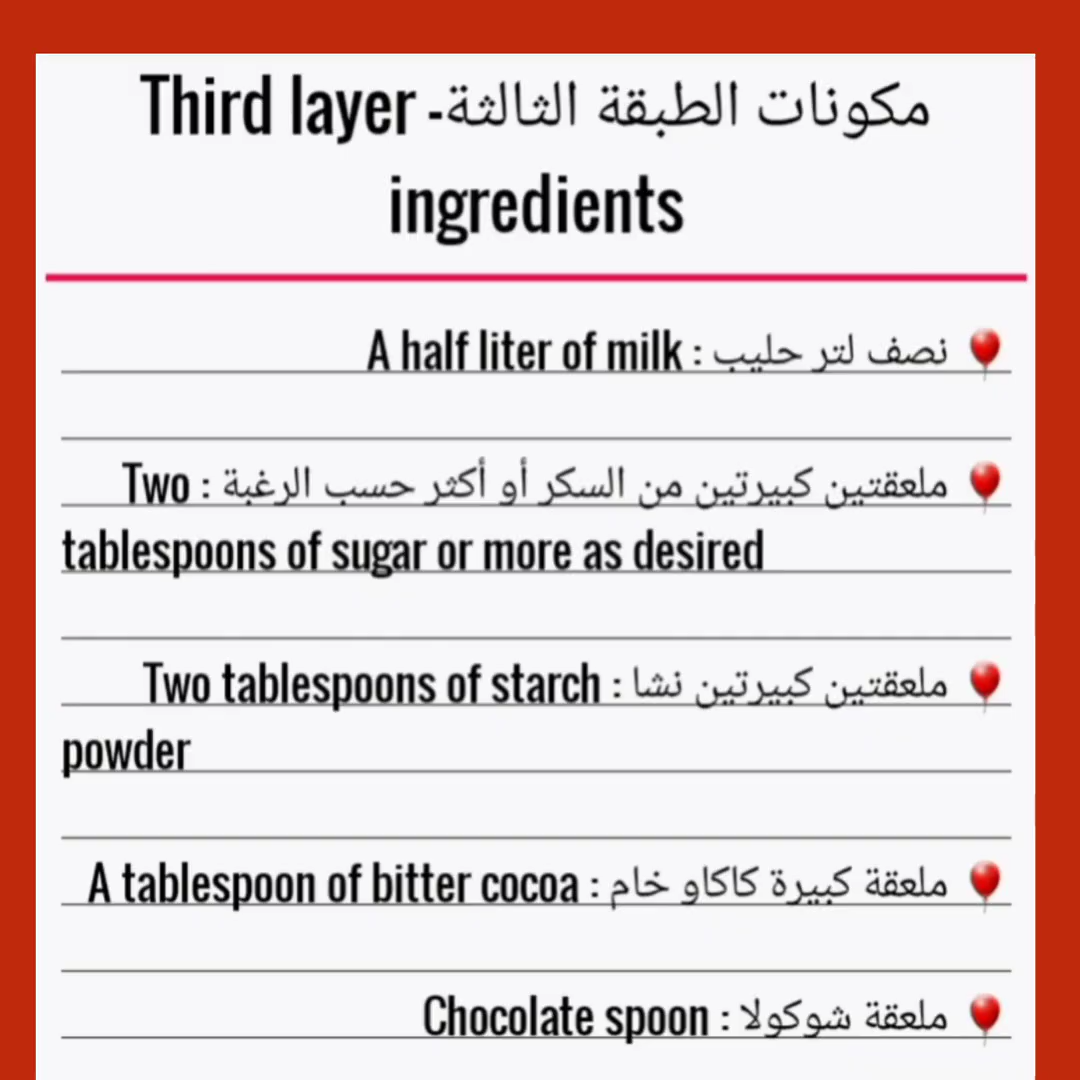 مكونات الطبقة الثالثة- Third layer
ingredients
🎈 نصف لتر حليب : A half liter of milk
🎈 ملعقتين كبيرتين من السكر أو أكثر حسب الرغبة : Two
tablespoons of sugar or more as desired
🎈 ملعقتين كبيرتين نشا : Two tablespoons of starch
powder
🎈 ملعقة كبيرة كاكاو خام : A tablespoon of bitter cocoa
🎈 ملعقة شوكولا : Chocolate spoon